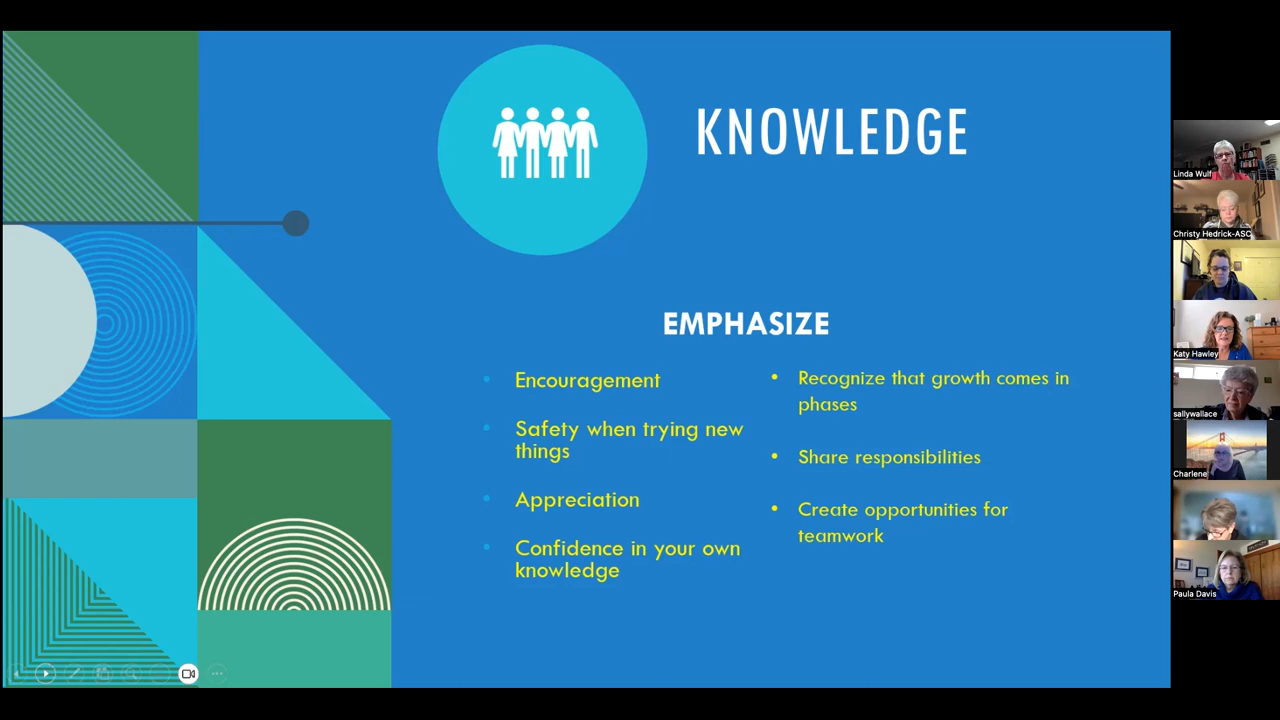 KNOWLEDGE
EMPHASIZE
• Encouragement
• Safety when trying new
things
• Appreciation
• Confidence in your own
knowledge
• Recognize that growth comes in
phases
• Share responsibilities
• Create opportunities for
teamwork
Linda Wulf
Christy Hedrick-ASC
Katy Hawley
sallywallace
Charlene
Paula Davis